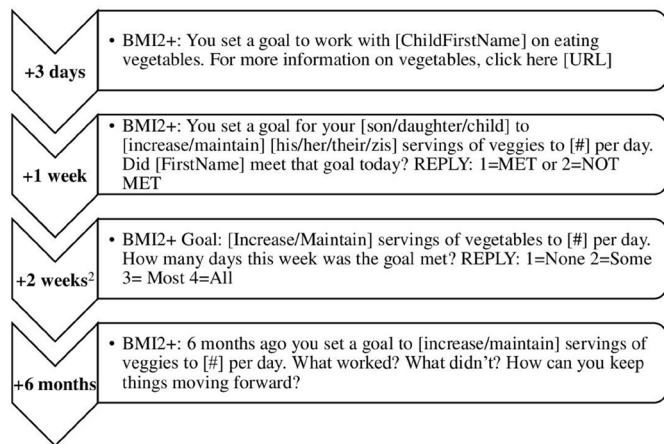 +3 days
• BMI2+: You set a goal to work with [ChildFirstName] on eating
vegetables. For more information on vegetables, click here [URL]
+1 week
• BMI2+: You set a goal for your [son/daughter/child] to
[increase/maintain] [his/her/their/zis] servings of veggies to [#] per day.
Did [FirstName] meet that goal today? REPLY: 1=MET or 2=NOT
MET
+2 weeks²
• BMI2+ Goal: [Increase/Maintain] servings of vegetables to [#] per day.
How many days this week was the goal met? REPLY: 1=None 2=Some
3= Most 4=All
+6 months
• BMI2+: 6 months ago you set a goal to [increase/maintain] servings of
veggies to [#] per day. What worked? What didn't? How can you keep
things moving forward?